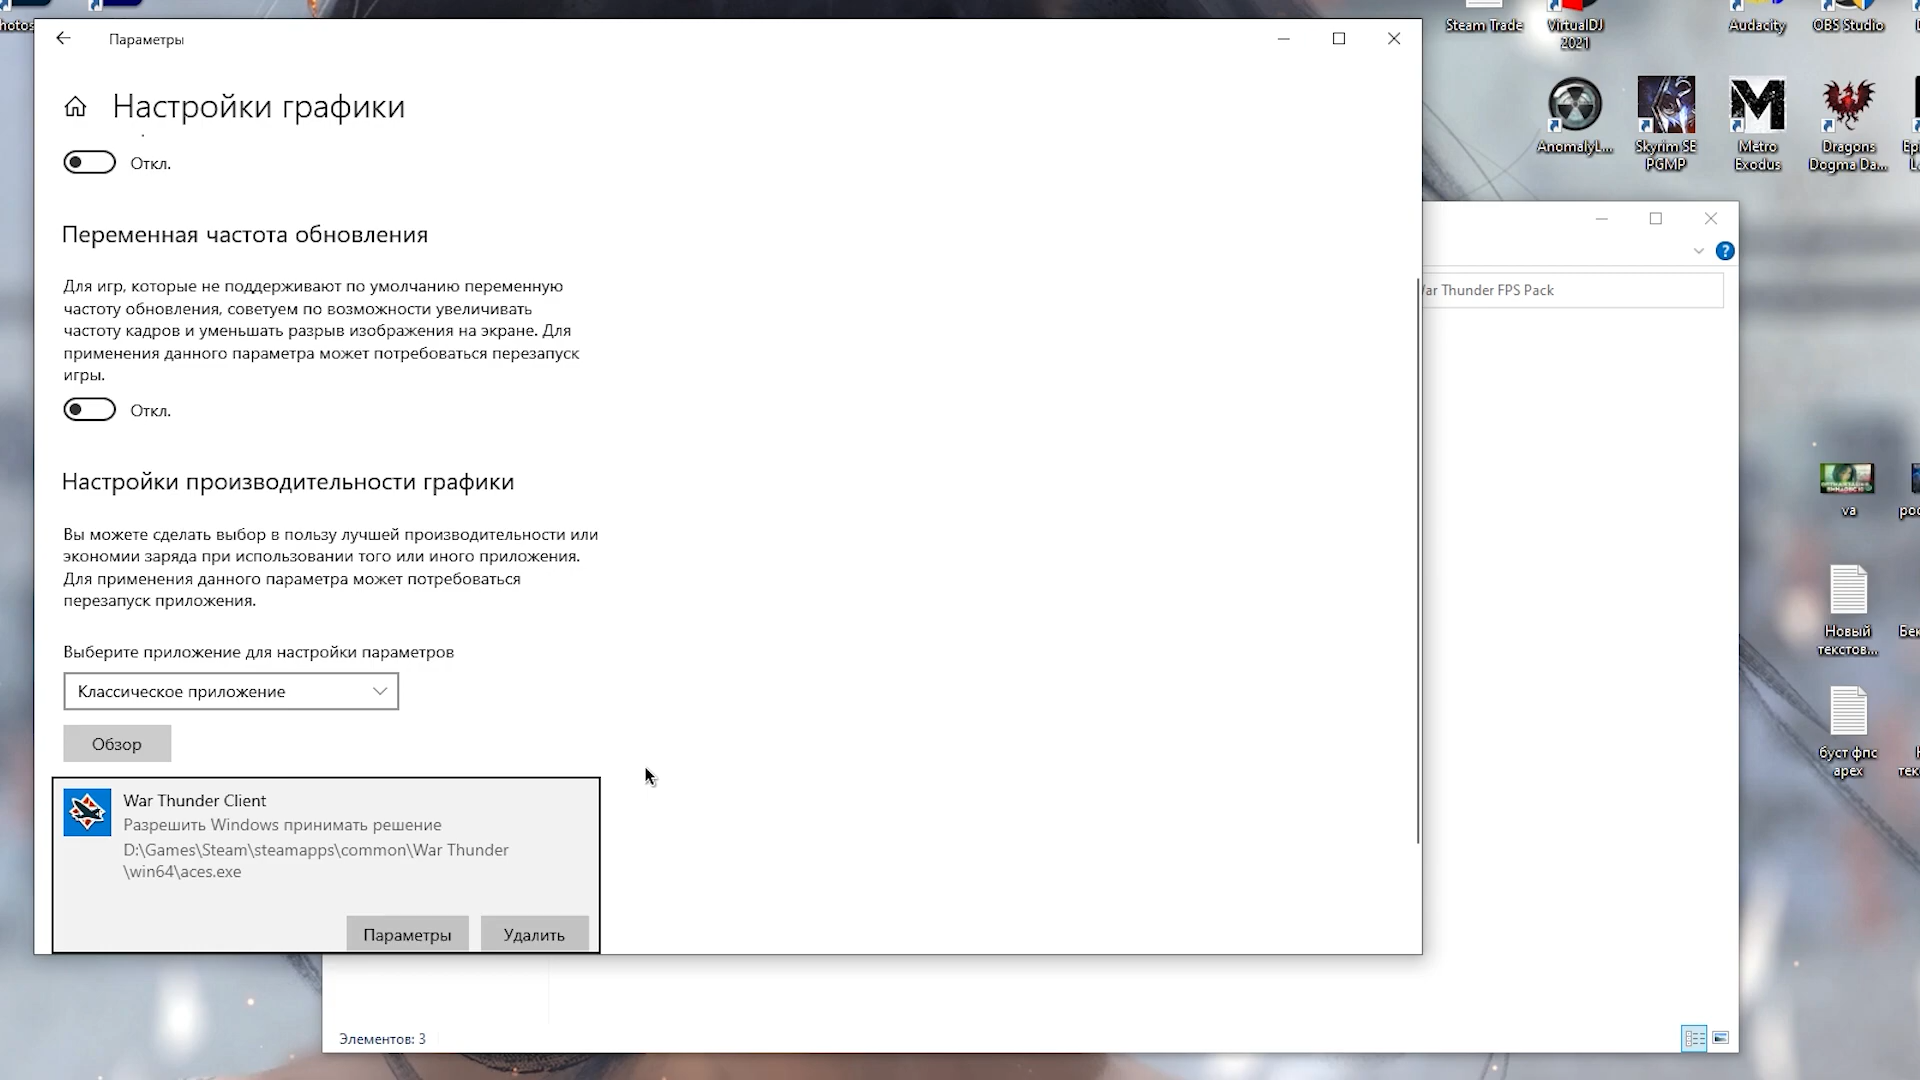 Параметры
Настройки графики
Откл.
Переменная частота обновления
Для игр, которые не поддерживают по умолчанию переменную
частоту обновления, советуем по возможности увеличивать
частоту кадров и уменьшать разрыв изображения на экране. Для
применения данного параметра может потребоваться перезапуск
игры.
Откл.
Настройки производительности графики
Вы можете сделать выбор в пользу лучшей производительности или
экономии заряда при использовании того или иного приложения.
Для применения данного параметра может потребоваться
перезапуск приложения.
Выберите приложение для настройки параметров
Классическое приложение
Обзор
War Thunder Client
Разрешить Windows принимать решение
D:\Games\Steam\steamapps\common\War Thunder
\win64\aces.exe
Параметры
Удалить
Thunder FPS Pack
?
Элементов: 3
Steam Trade
VirtualDJ
2021
Audacity
OBS Studio
AnomalyL...
Skyrim SE
PGMP
Metro
Exodus
Dragons
Dogma Da...
va
Новый
текстов...
буст фпс
apex